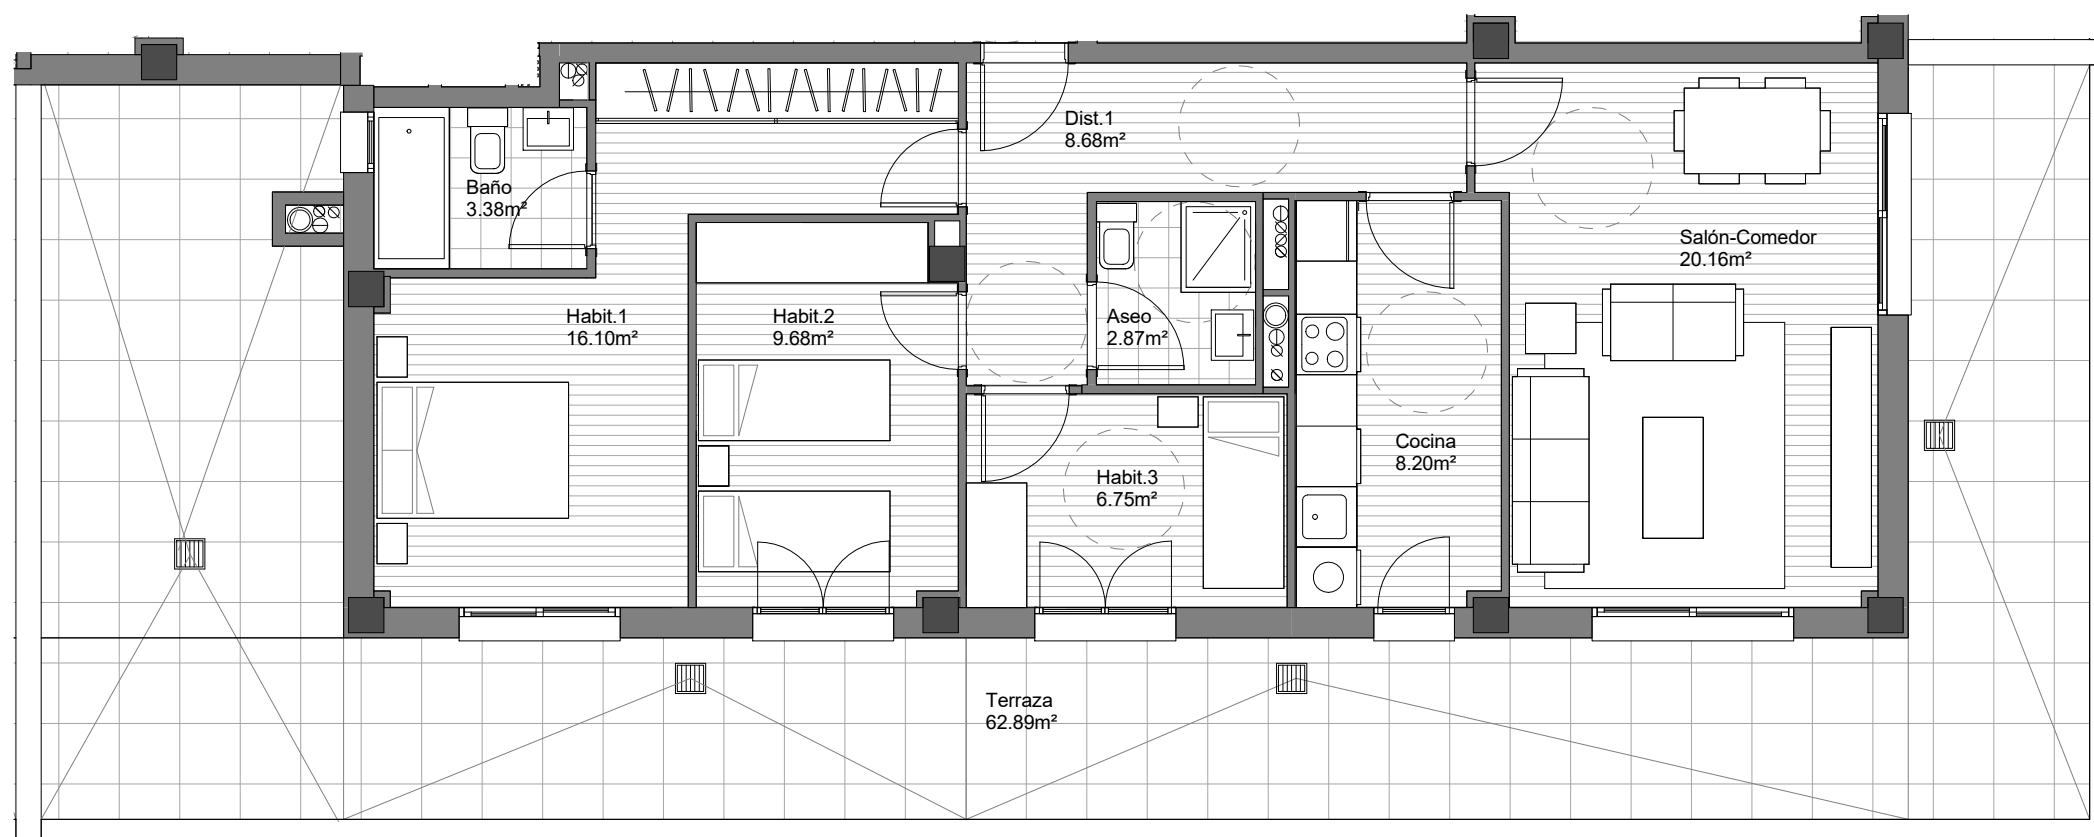 Dist.1
8.68m²
Baño
3.38m²
Salón-Comedor
20.16m²
Habit.1
16.10m²
Habit.2
9.68m²
Aseo
2.87m²
Cocina
8.20m²
Habit.3
6.75m²
Terraza
62.89m²